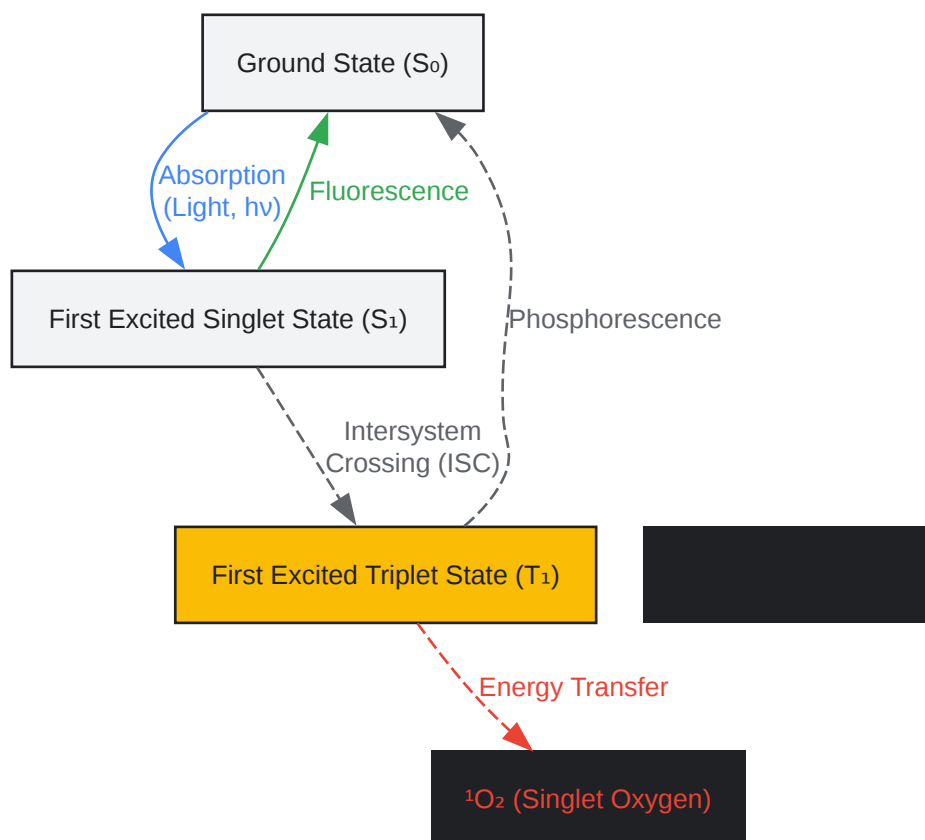 Ground State (S₀)
Absorption
(Light, hν)
Fluorescence
First Excited Singlet State (S₁)
Phosphorescence
Intersystem
Crossing (ISC)
First Excited Triplet State (T₁)
Energy Transfer
¹O₂ (Singlet Oxygen)